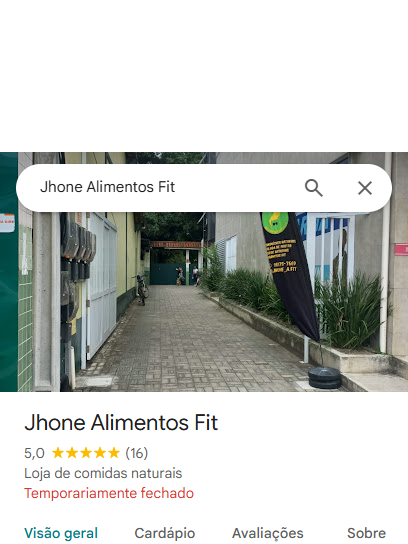 Jhone Alimentos Fit
Jhone Alimentos Fit
5,0 (16)
Loja de comidas naturais
Temporariamente fechado
Visão geral Cardápio Avaliações Sobre